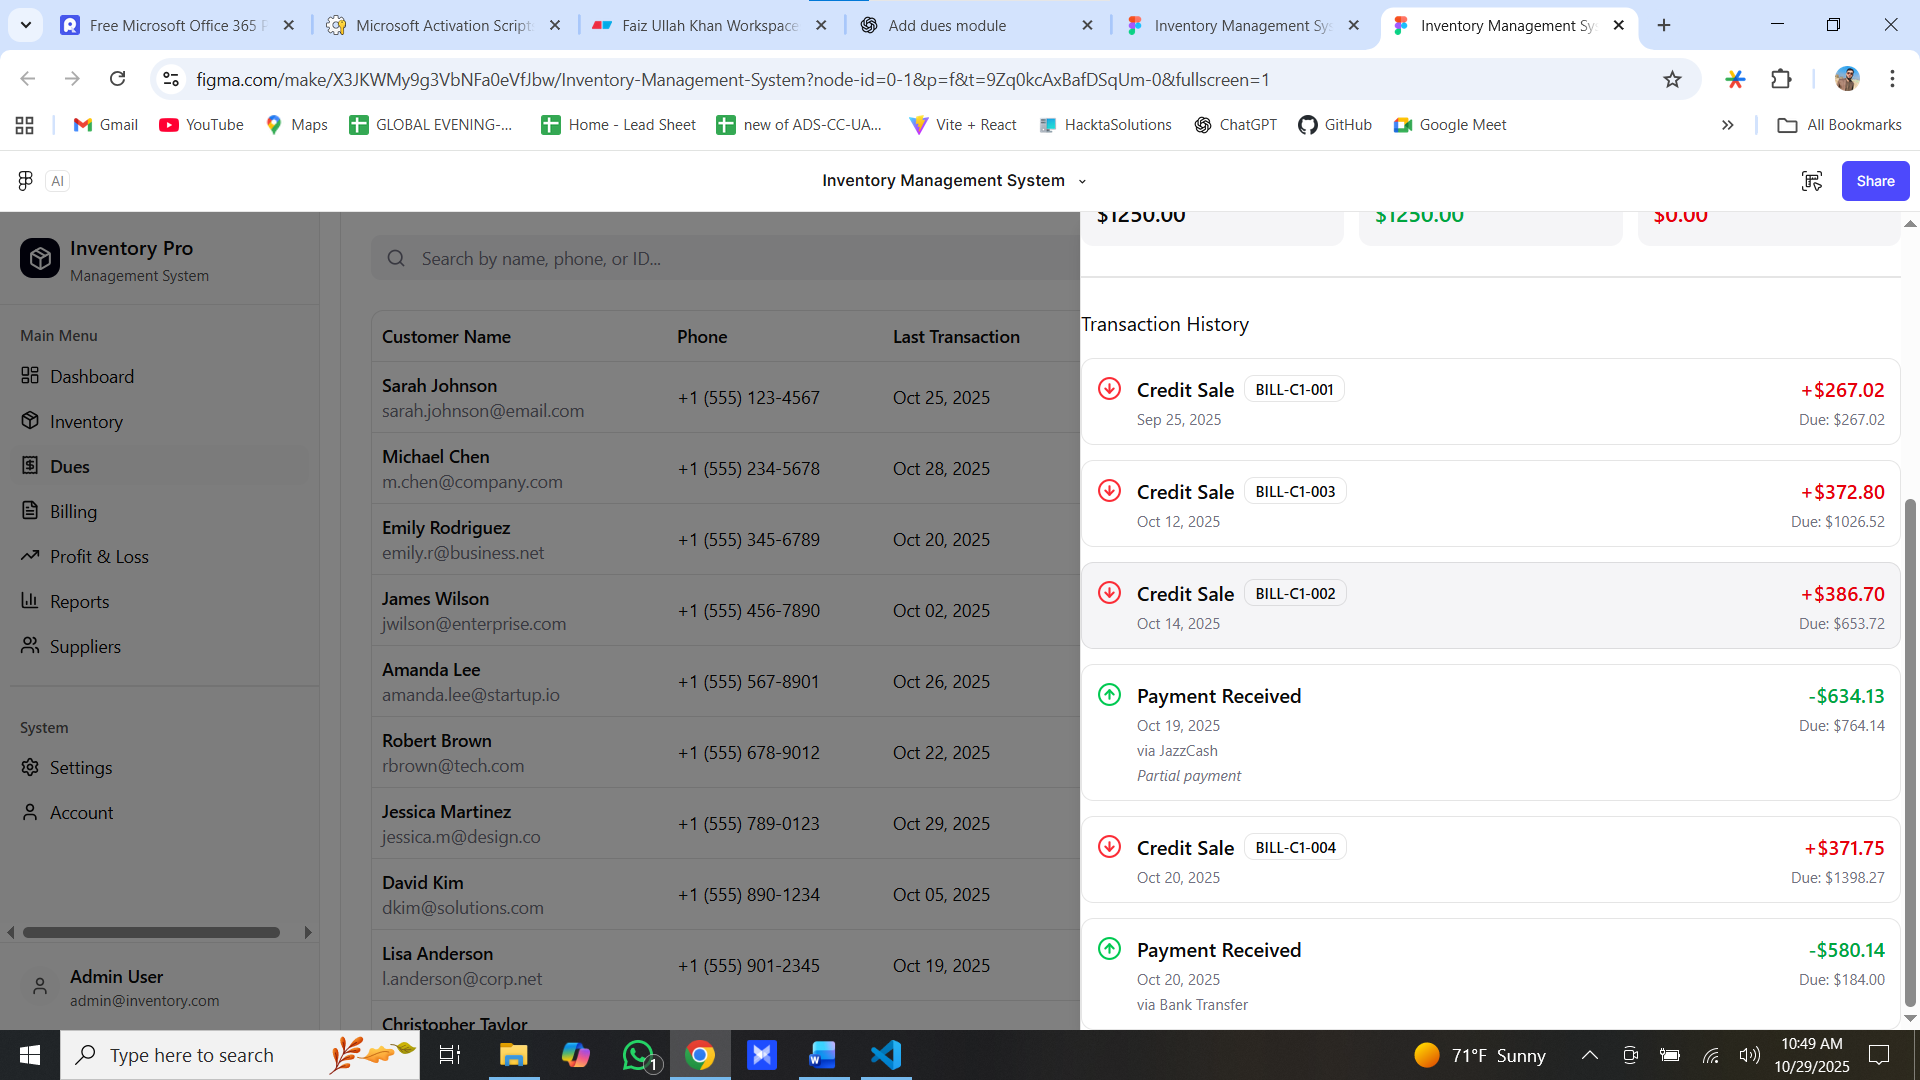 Free Microsoft Office 365 P
Microsoft Activation Script
Faiz Ullah Khan Workspace
Add dues module
Inventory Management Sy
Inventory Management Sy
figma.com/make/X3JKWMy9g3VbNFa0eVfJbw/Inventory-Management-System?node-id=0-1&p=f&t=9Zq0kcAxBafDSqUm-0&fullscreen=1
Gmail
YouTube
Maps
GLOBAL EVENING-...
Home - Lead Sheet
new of ADS-CC-UA...
Vite + React
HacktaSolutions
ChatGPT
GitHub
Google Meet
All Bookmarks
AI
Inventory Management System
Share
Inventory Pro
Management System
Main Menu
Dashboard
Inventory
Dues
Billing
Profit & Loss
Reports
Suppliers
System
Settings
Account
Admin User
admin@inventory.com
Search by name, phone, or ID...
Customer Name Phone Last Transaction
Sarah Johnson
sarah.johnson@email.com
+1 (555) 123-4567 Oct 25, 2025
Michael Chen
m.chen@company.com
+1 (555) 234-5678 Oct 28, 2025
Emily Rodriguez
emily.r@business.net
+1 (555) 345-6789 Oct 20, 2025
James Wilson
jwilson@enterprise.com
+1 (555) 456-7890 Oct 02, 2025
Amanda Lee
amanda.lee@startup.io
+1 (555) 567-8901 Oct 26, 2025
Robert Brown
rbrown@tech.com
+1 (555) 678-9012 Oct 22, 2025
Jessica Martinez
jessica.m@design.co
+1 (555) 789-0123 Oct 29, 2025
David Kim
dkim@solutions.com
+1 (555) 890-1234 Oct 05, 2025
Lisa Anderson
l.anderson@corp.net
+1 (555) 901-2345 Oct 19, 2025
Christopher Taylor
$1250.00 $1250.00 $0.00
Transaction History
Credit Sale BILL-C1-001 +$267.02
Sep 25, 2025 Due: $267.02
Credit Sale BILL-C1-003 +$372.80
Oct 12, 2025 Due: $1026.52
Credit Sale BILL-C1-002 +$386.70
Oct 14, 2025 Due: $653.72
Payment Received -$634.13
Oct 19, 2025 Due: $764.14
via JazzCash
Partial payment
Credit Sale BILL-C1-004 +$371.75
Oct 20, 2025 Due: $1398.27
Payment Received -$580.14
Oct 20, 2025 Due: $184.00
via Bank Transfer
Type here to search
1
71°F Sunny
10:49 AM
10/29/2025